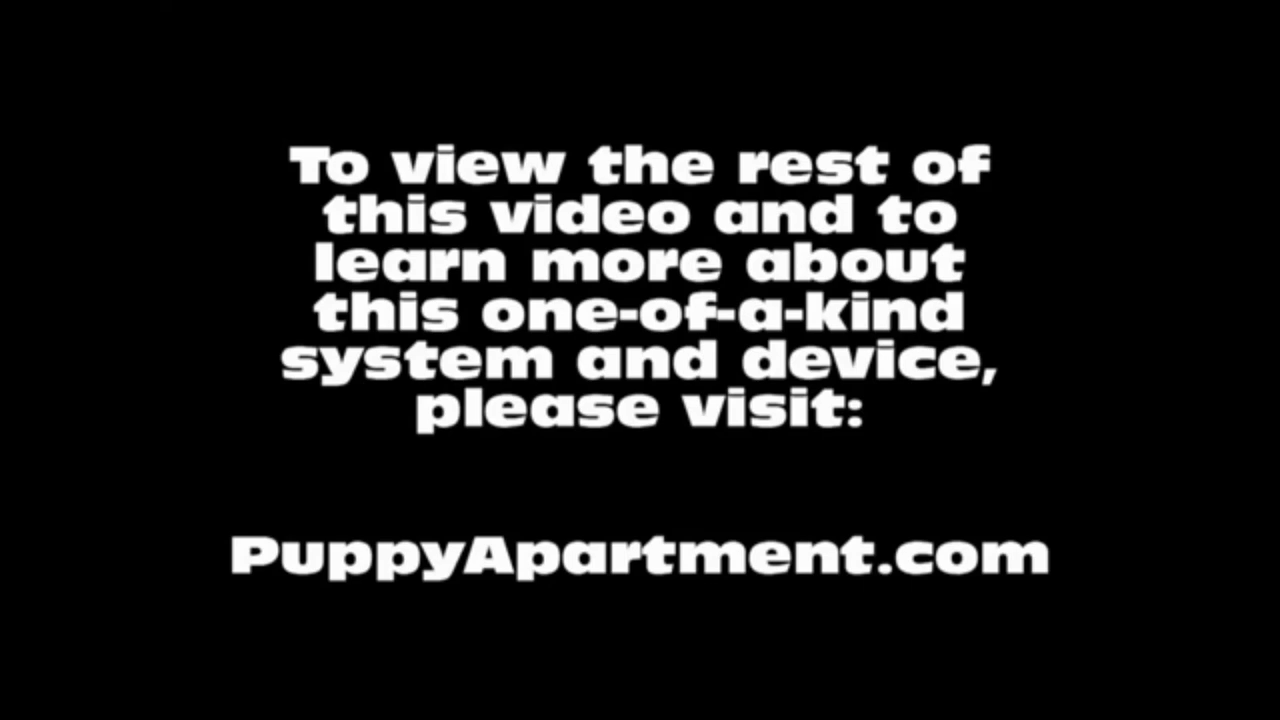 To view the rest of
this video and to
learn more about
this one-of-a-kind
system and device,
please visit:
PuppyApartment.com